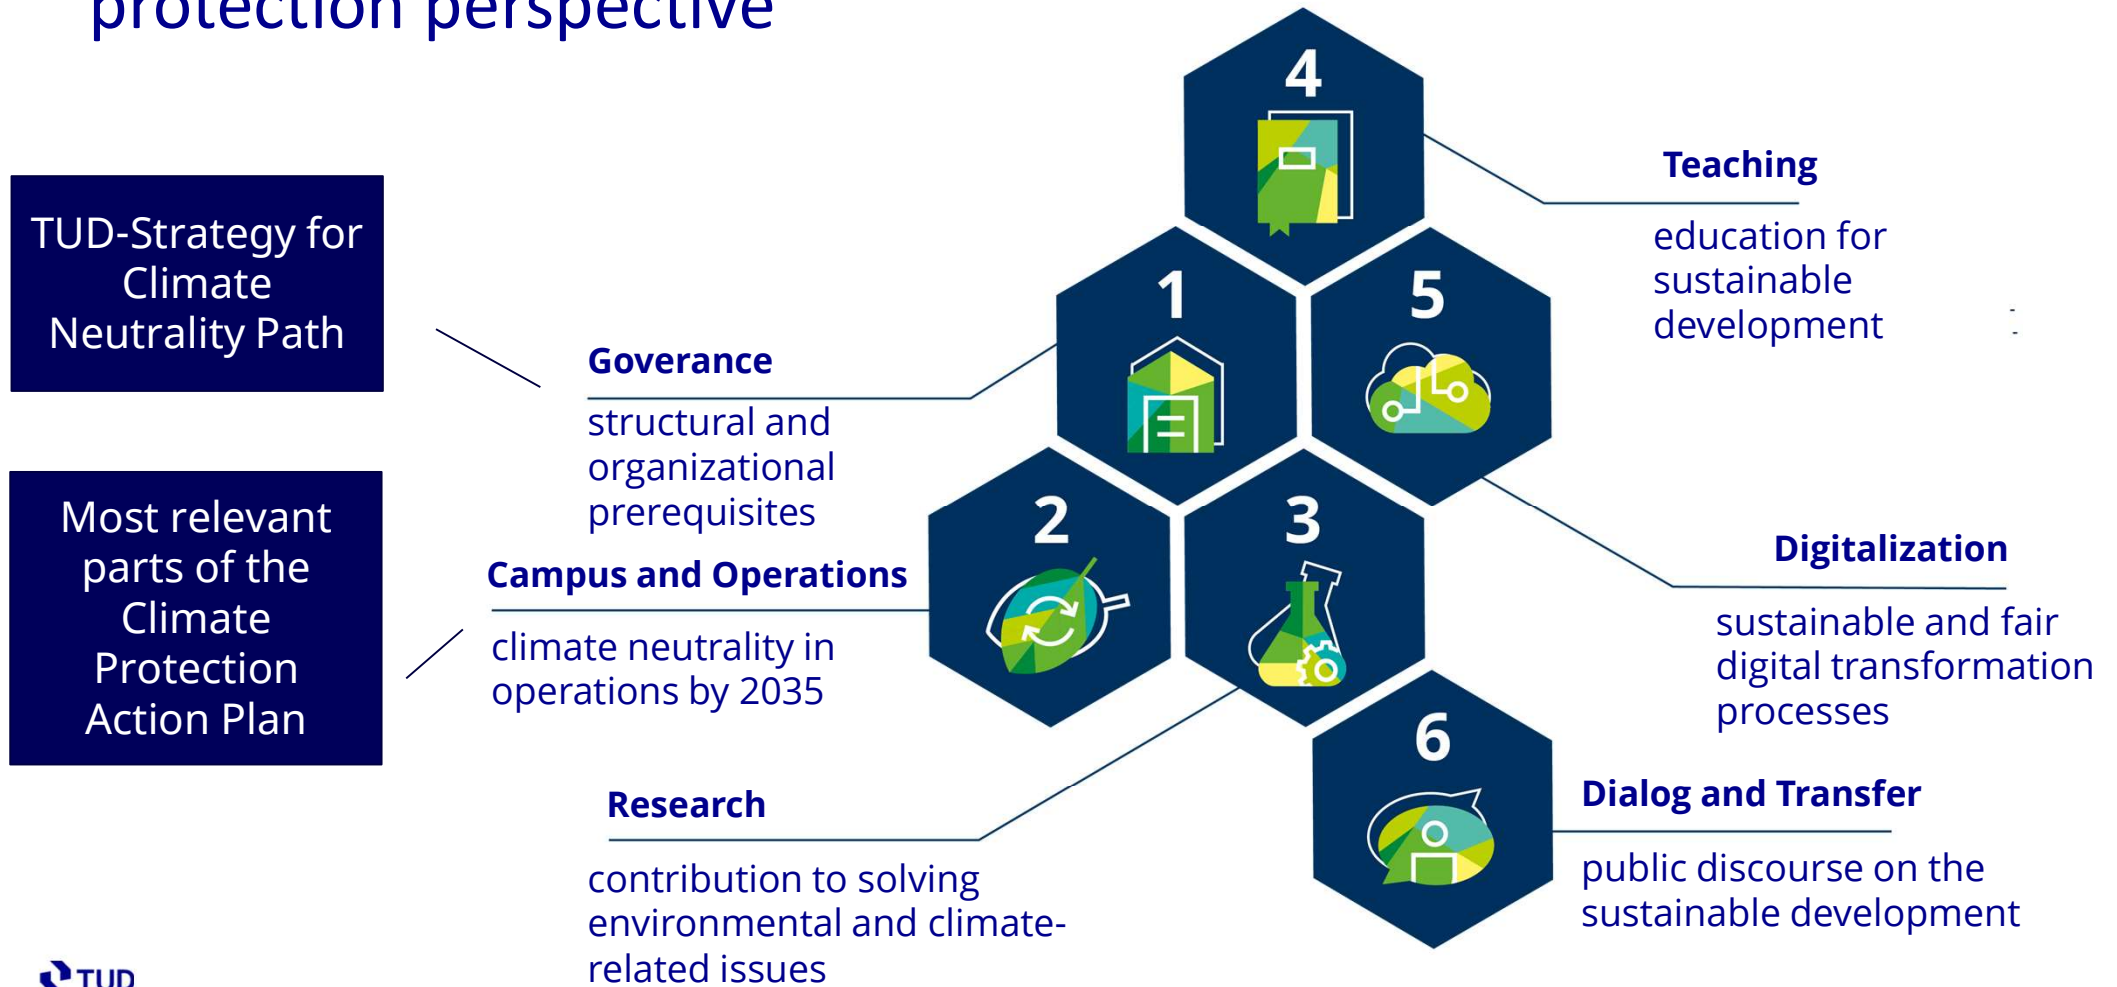 protection perspective
TUD-Strategy for
Climate
Neutrality Path
Most relevant
parts of the
Climate
Protection
Action Plan
Goverance
structural and
organizational
prerequisites
Campus and Operations
climate neutrality in
operations by 2035
Research
contribution to solving
environmental and climate-
related issues
4
1
5
2
3
6
Teaching
education for
sustainable
development
Digitalization
sustainable and fair
digital transformation
processes
Dialog and Transfer
public discourse on the
sustainable development
TUD